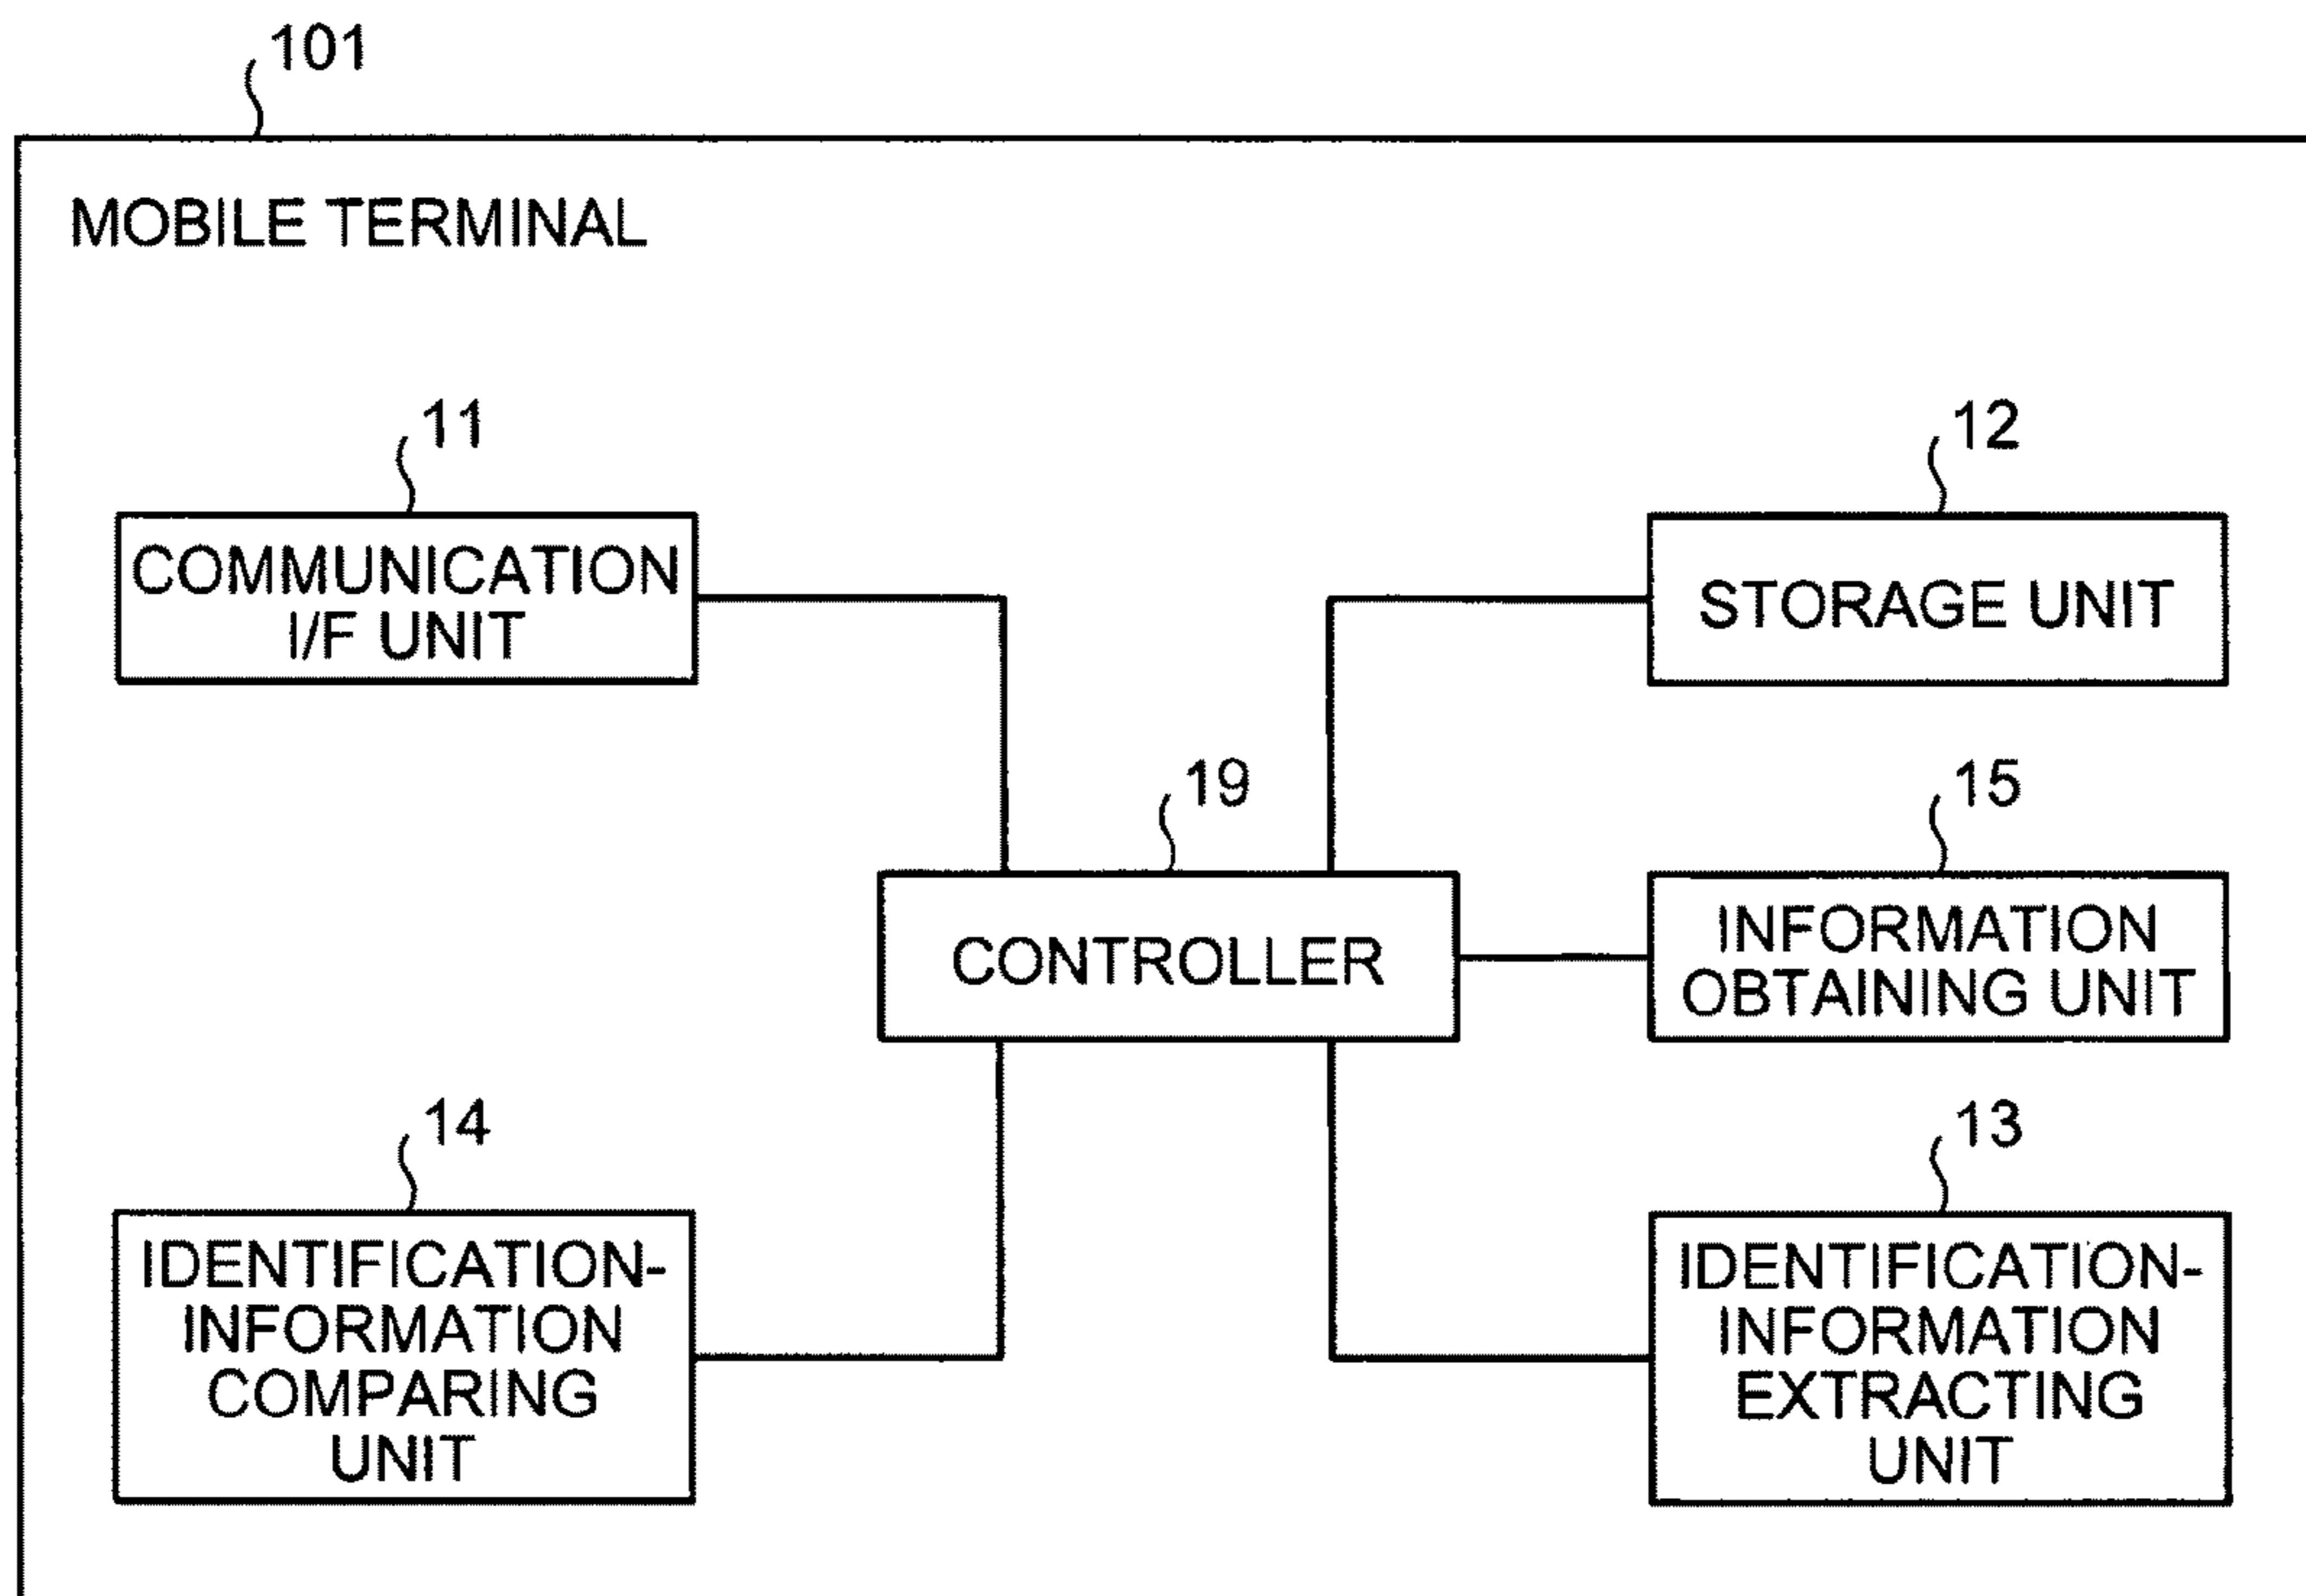 101
MOBILE TERMINAL
11
12
COMMUNICATION
I/F UNIT
STORAGE UNIT
19
15
CONTROLLER
INFORMATION
OBTAINING UNIT
14
13
IDENTIFICATION-
INFORMATION
COMPARING
UNIT
IDENTIFICATION-
INFORMATION
EXTRACTING
UNIT